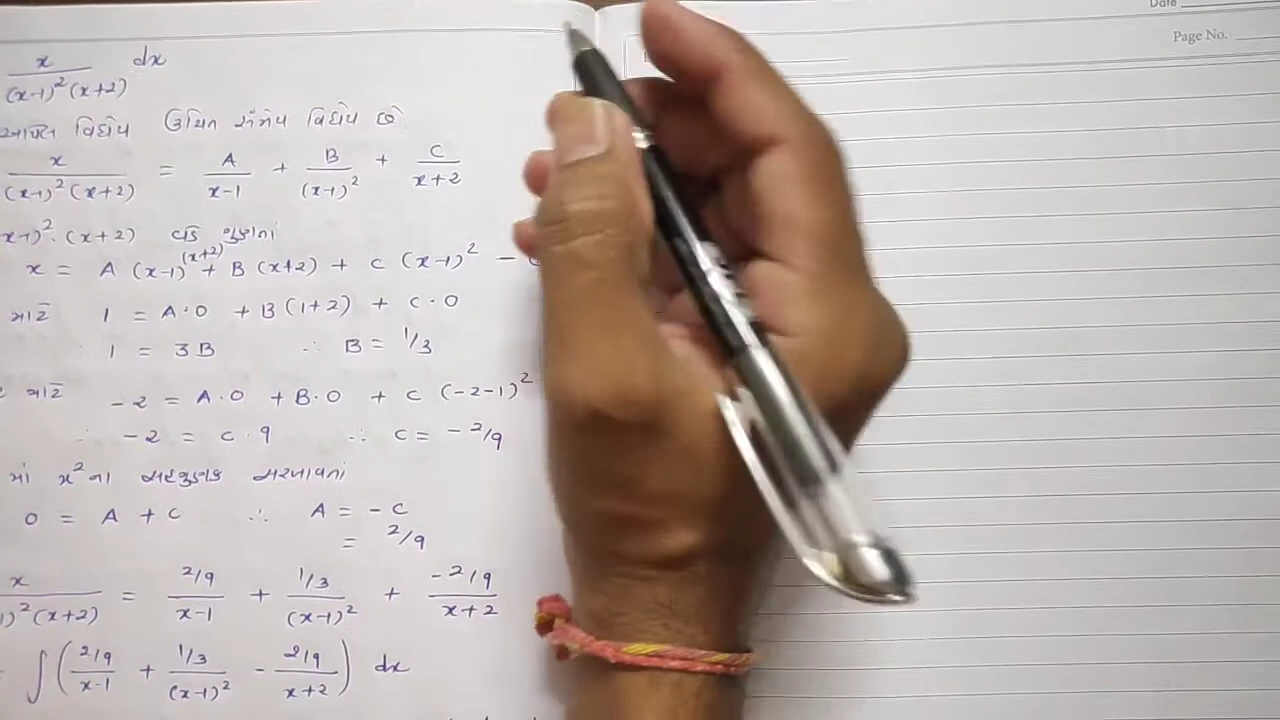 x / (x-1)²(x+2) dx
વિધેય ઉચિત સંમેય વિધેય છે.
x / (x-1)²(x+2) = A / x-1 + B / (x-1)² + C / x+2
x-1)² · (x+2) વડે ગુણતાં
x = A (x-1) (x+2) + B (x+2) + C (x-1)² -
માટે 1 = A·0 + B(1+2) + C·0
1 = 3B ∴ B = 1/3
માટે -2 = A·0 + B·0 + C (-2-1)²
∴ -2 = C·9 ∴ C = -2/9
માં x² ના સહગુણક સરખાવતાં
0 = A + C ∴ A = -C
= 2/9
x / 1)²(x+2) = 2/9 / x-1 + 1/3 / (x-1)² + -2/9 / x+2
= ∫ ( 2/9 / x-1 + 1/3 / (x-1)² - 2/9 / x+2 ) dx
Date
Page No.